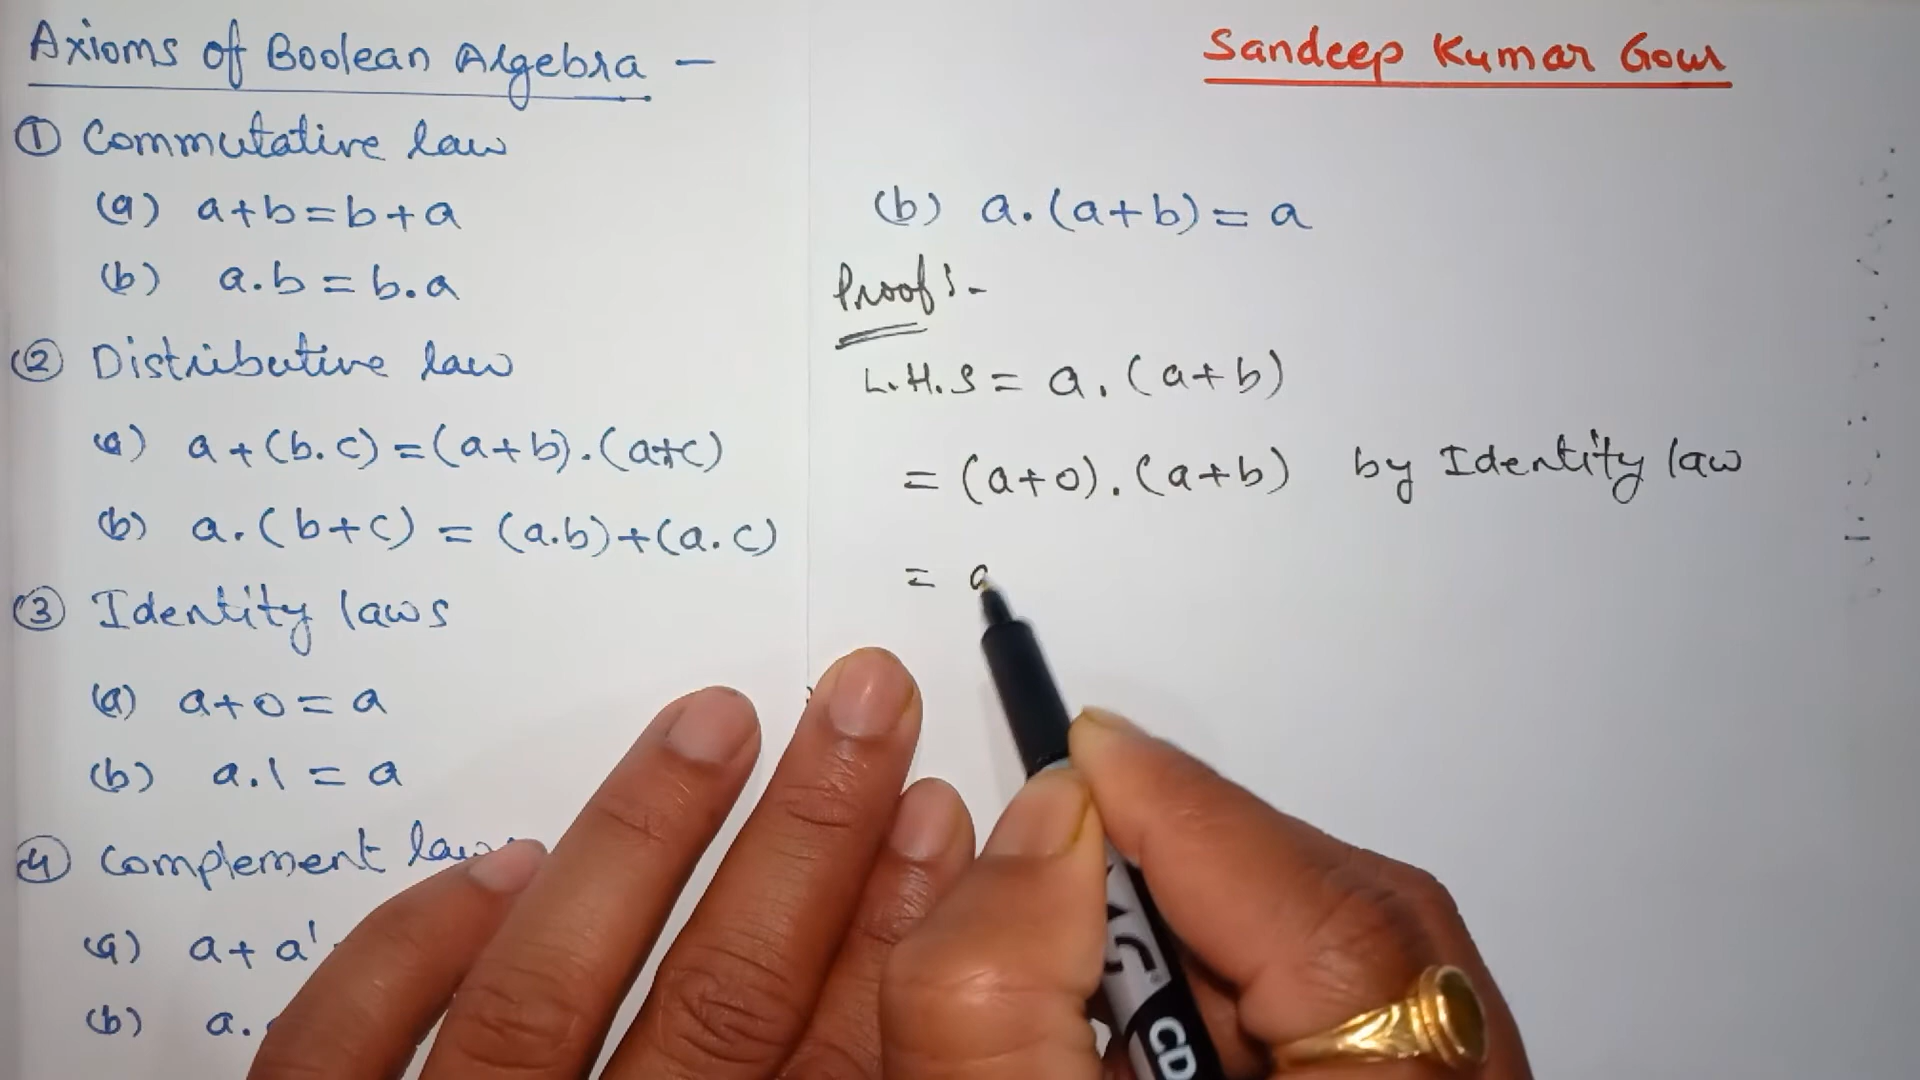 Axioms of Boolean Algebra -
① Commutative law
(a) a+b=b+a
(b) a.b=b.a
② Distributive law
(a) a+(b.c)=(a+b).(a+c)
(b) a.(b+c)=(a.b)+(a.c)
③ Identity laws
(a) a+0=a
(b) a.1=a
④ Complement
(a) a+a'
(b) a.
Sandeep Kumar Gour
(b) a.(a+b)=a
Proof:-
L.H.S = a.(a+b)
= (a+0).(a+b) by Identity law
= a
CD